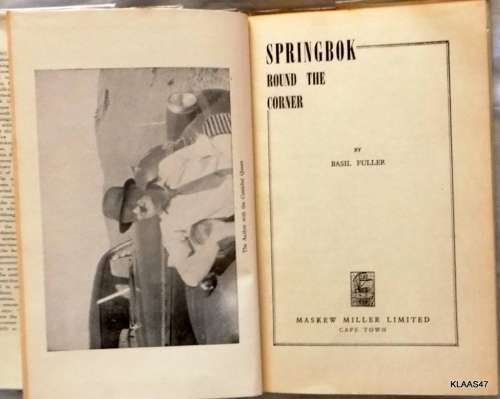 The Author with the Camelot Queen
SPRINGBOK
ROUND THE
CORNER
BY
BASIL FULLER
MASKEW MILLER LIMITED
CAPE TOWN
KLAAS47